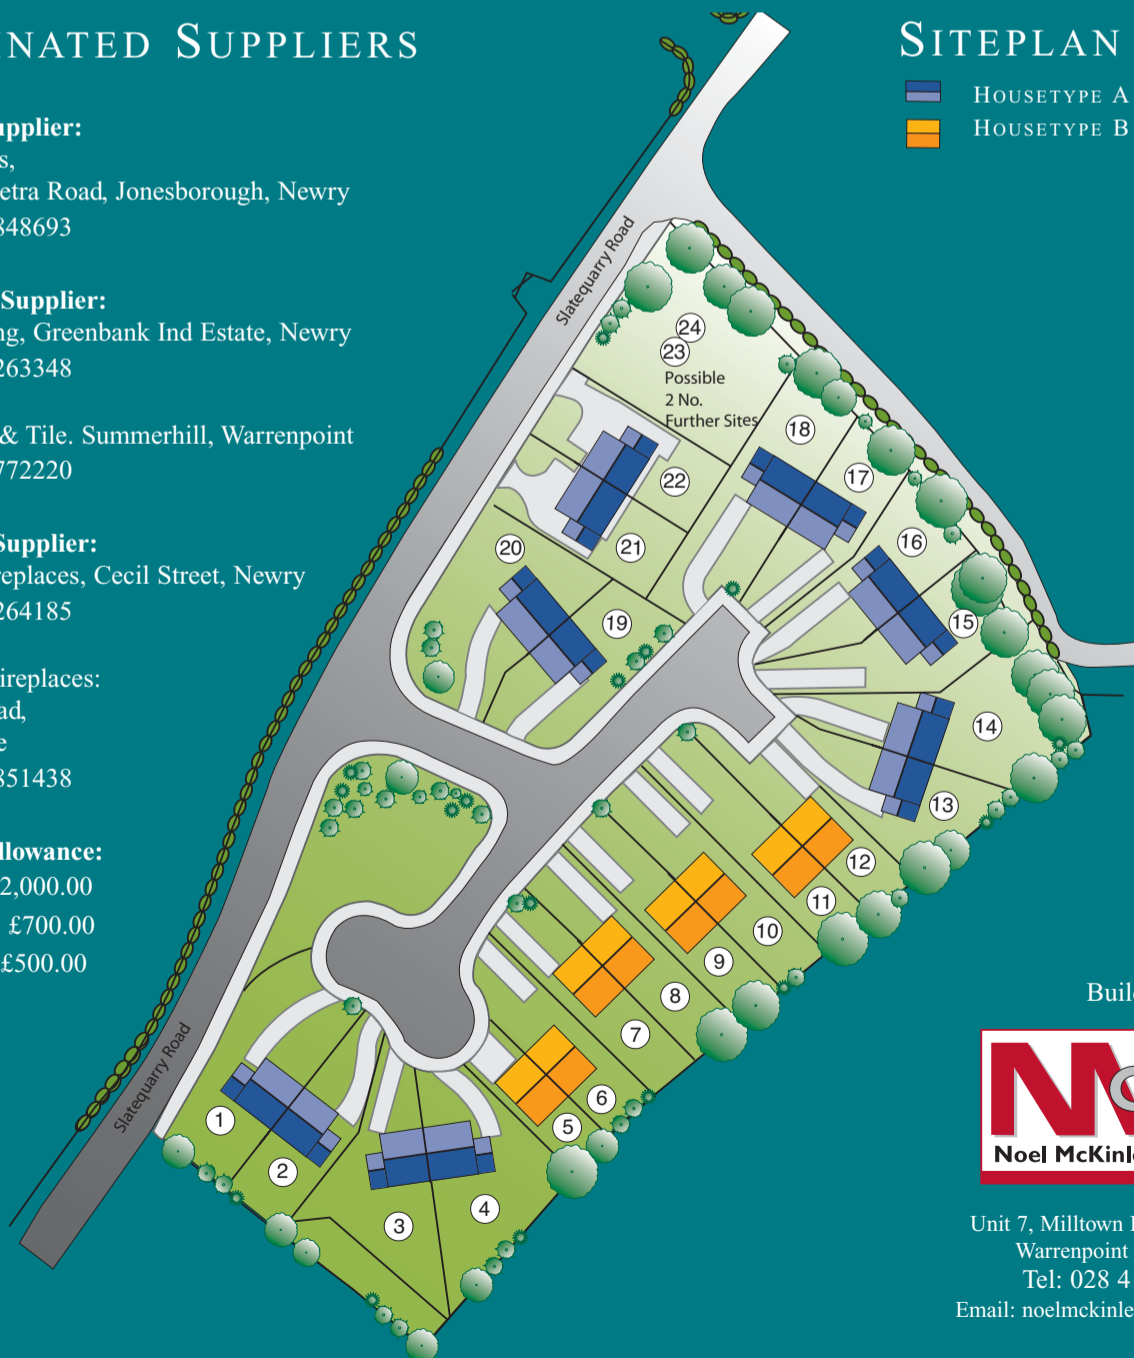 NATED SUPPLIERS
upplier:
s,
etra Road, Jonesborough, Newry
848693
Supplier:
ng, Greenbank Ind Estate, Newry
263348
& Tile. Summerhill, Warrenpoint
772220
Supplier:
replaces, Cecil Street, Newry
264185
ireplaces:
ad,
e
851438
llowance:
2,000.00
£700.00
£500.00
SITEPLAN
HOUSETYPE A
HOUSETYPE B
Slatequarry Road
24
23
Possible
2 No.
Further Sites
18
17
22
16
20
21
19
15
14
13
12
11
10
9
8
7
6
5
1
2
3
4
Slatequarry Road
Buil
Noel McKinl
Unit 7, Milltown
Warrenpoint
Tel: 028 4
Email: noelmckinle